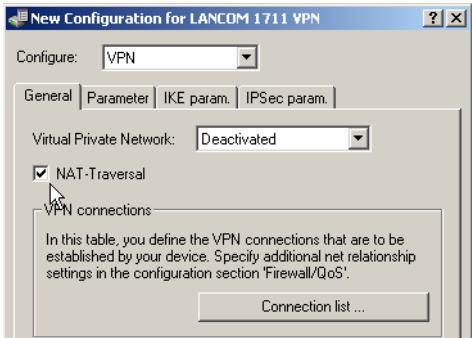 New Configuration for LANCOM 1711 VPN
Configure: VPN
General Parameter IKE param. IPSec param.
Virtual Private Network: Deactivated
NAT-Traversal
VPN connections
In this table, you define the VPN connections that are to be
established by your device. Specify additional net relationship
settings in the configuration section 'Firewall/QoS'.
Connection list ...